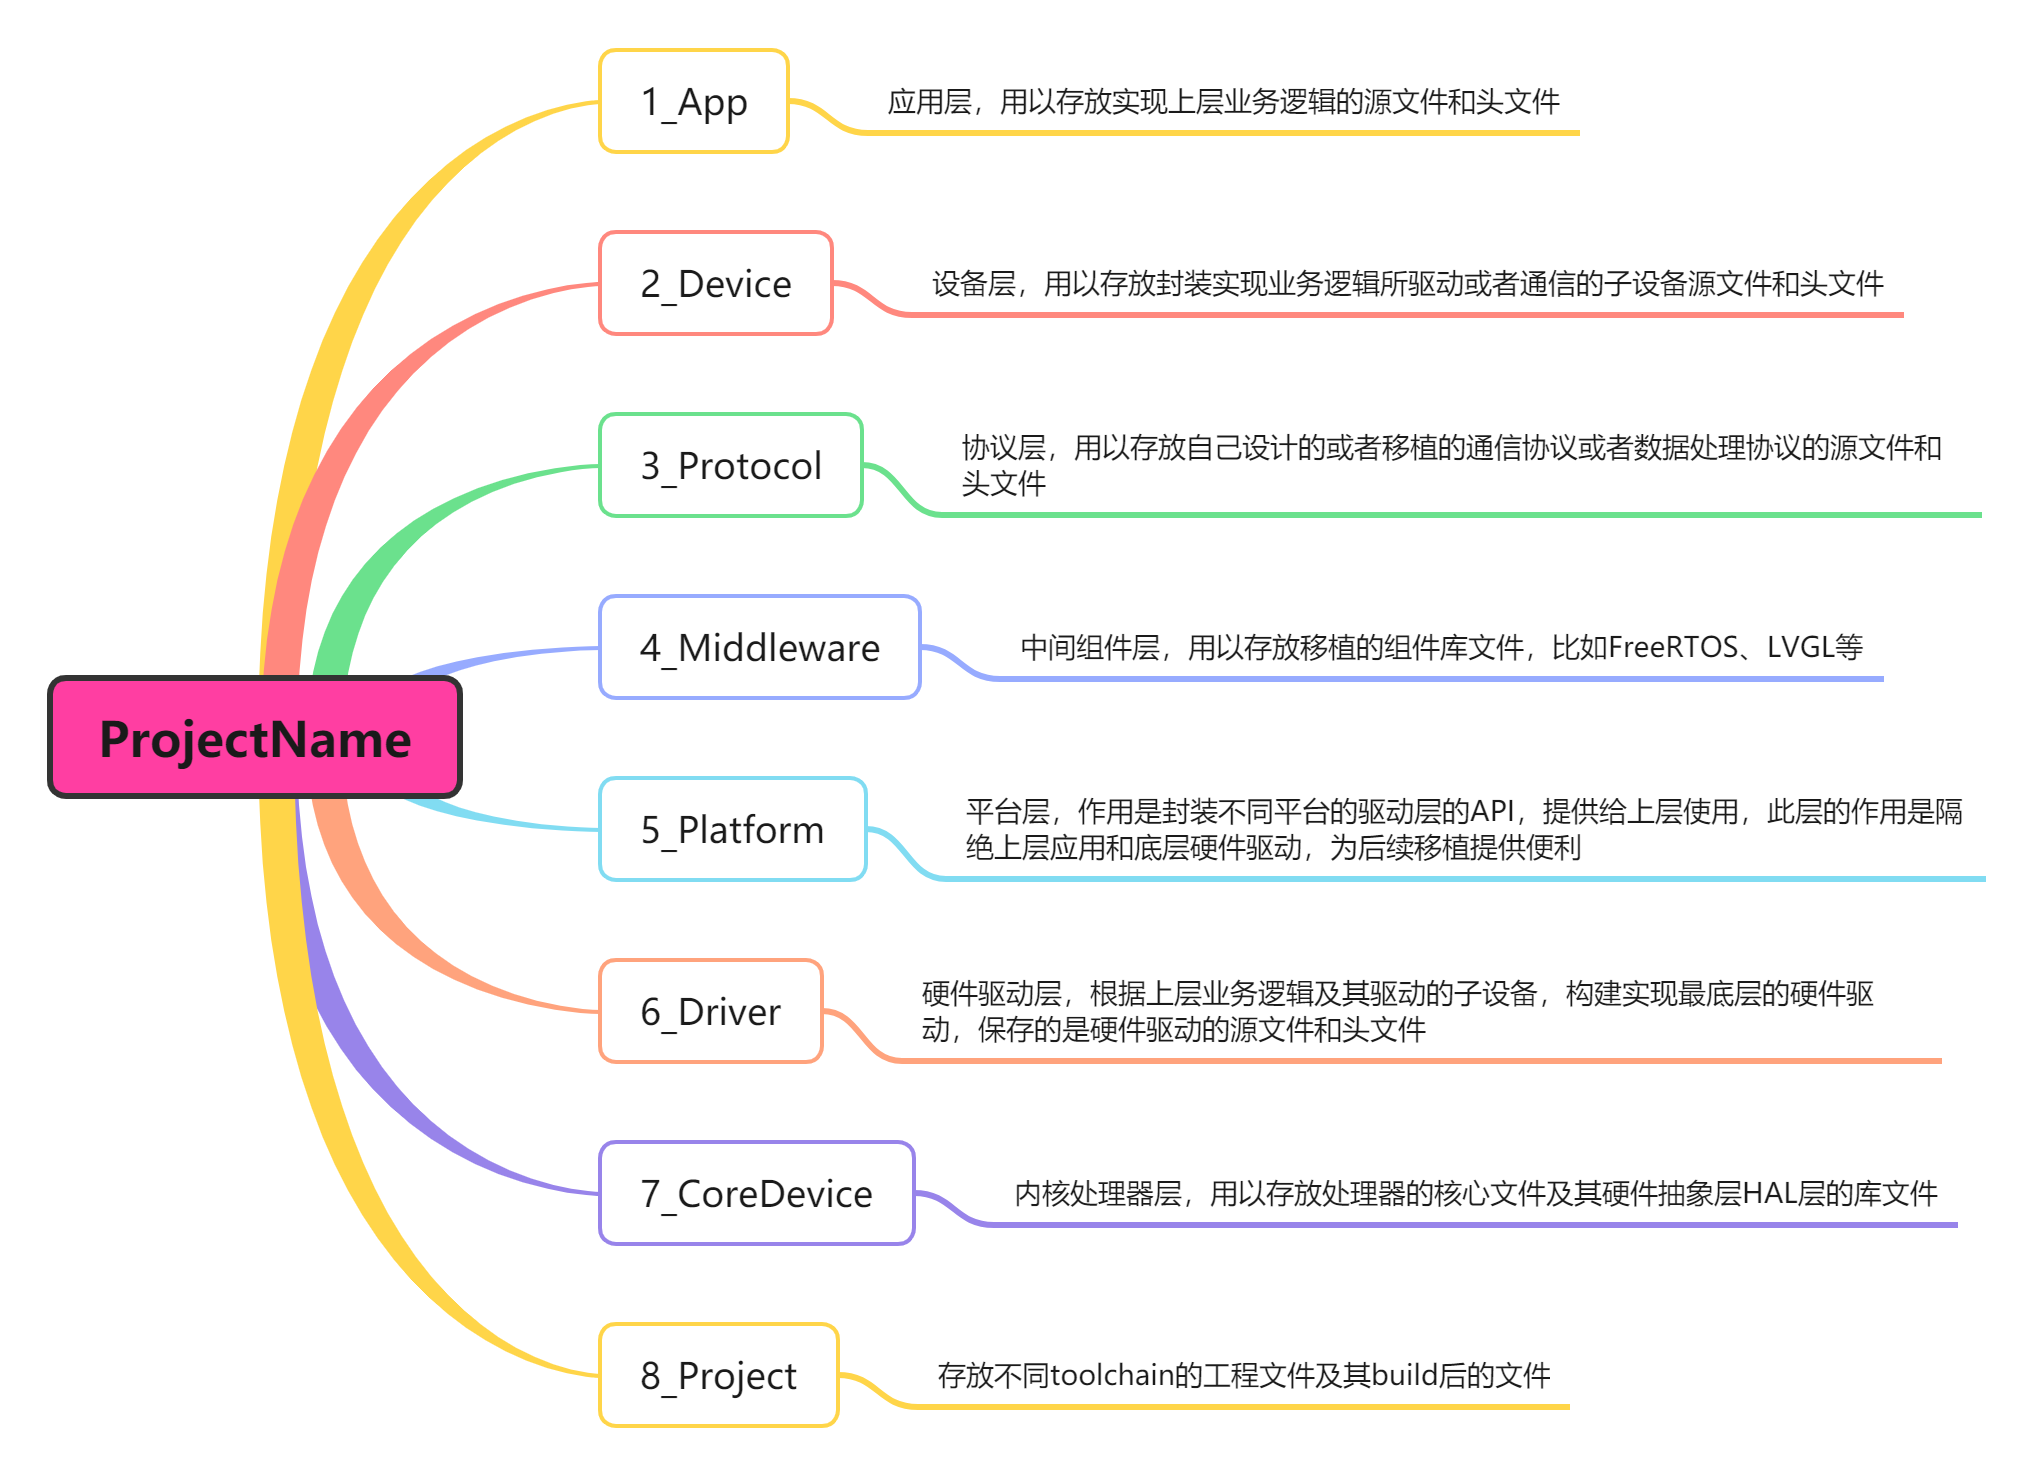 1_App
应用层，用以存放实现上层业务逻辑的源文件和头文件
2_Device
设备层，用以存放封装实现业务逻辑所驱动或者通信的子设备源文件和头文件
3_Protocol
协议层，用以存放自己设计的或者移植的通信协议或者数据处理协议的源文件和
头文件
4_Middleware
中间组件层，用以存放移植的组件库文件，比如FreeRTOS、LVGL等
ProjectName
5_Platform
平台层，作用是封装不同平台的驱动层的API，提供给上层使用，此层的作用是隔
绝上层应用和底层硬件驱动，为后续移植提供便利
6_Driver
硬件驱动层，根据上层业务逻辑及其驱动的子设备，构建实现最底层的硬件驱
动，保存的是硬件驱动的源文件和头文件
7_CoreDevice
内核处理器层，用以存放处理器的核心文件及其硬件抽象层HAL层的库文件
8_Project
存放不同toolchain的工程文件及其build后的文件